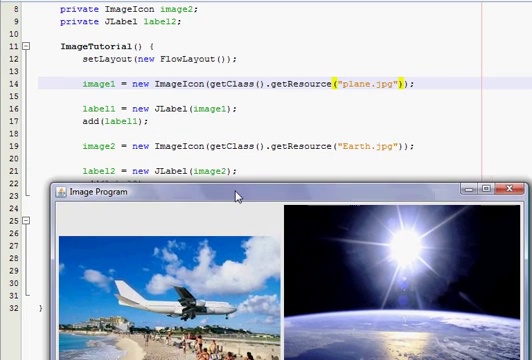 8 private ImageIcon image2;
9 private JLabel label2;
10
11 ImageTutorial() {
12 setLayout(new FlowLayout());
13
14 image1 = new ImageIcon(getClass().getResource("plane.jpg"));
15
16 label1 = new JLabel(image1);
17 add(label1);
18
19 image2 = new ImageIcon(getClass().getResource("Earth.jpg"));
20
21 label2 = new JLabel(image2);
22
Image Program
23
24
25
26
27
28
29
30
31
32 }